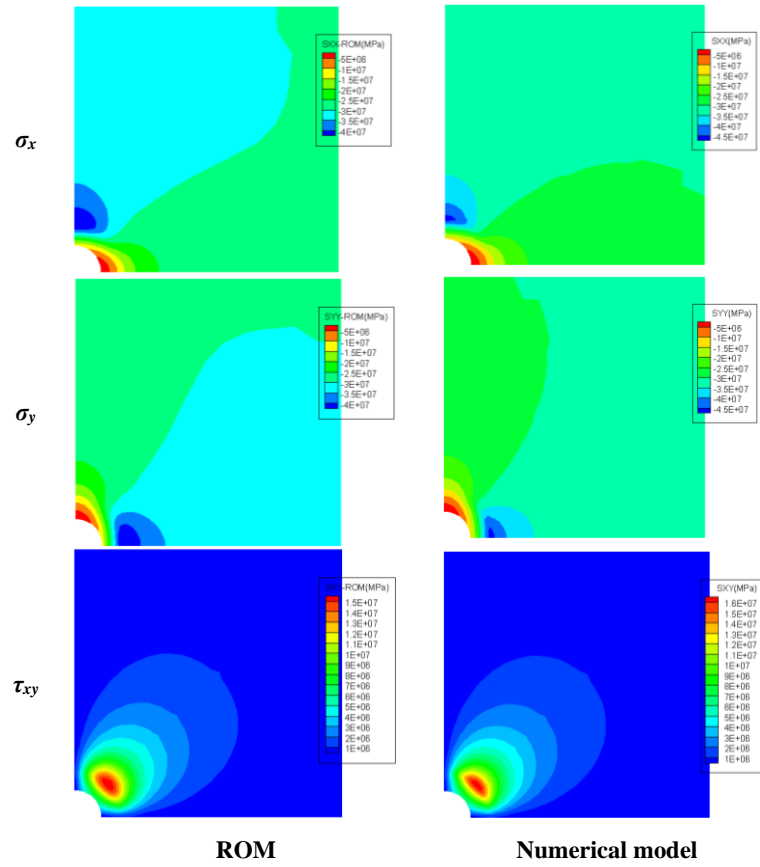 SXX-ROM(MPa)
-5E+06
-1E+07
-1.5E+07
-2E+07
-2.5E+07
-3E+07
-3.5E+07
-4E+07
SXX(MPa)
-5E+06
-1E+07
-1.5E+07
-2E+07
-2.5E+07
-3E+07
-3.5E+07
-4E+07
-4.5E+07
σx
SYY-ROM(MPa)
-5E+06
-1E+07
-1.5E+07
-2E+07
-2.5E+07
-3E+07
-3.5E+07
-4E+07
SYY(MPa)
-5E+06
-1E+07
-1.5E+07
-2E+07
-2.5E+07
-3E+07
-3.5E+07
-4E+07
-4.5E+07
σy
-ROM(MPa)
1.5E+07
1.4E+07
1.3E+07
1.2E+07
1.1E+07
1E+07
9E+06
8E+06
7E+06
6E+06
5E+06
4E+06
3E+06
2E+06
1E+06
SXY(MPa)
1.6E+07
1.5E+07
1.4E+07
1.3E+07
1.2E+07
1.1E+07
1E+07
9E+06
8E+06
7E+06
6E+06
5E+06
4E+06
3E+06
2E+06
1E+06
τxy
ROM
Numerical model